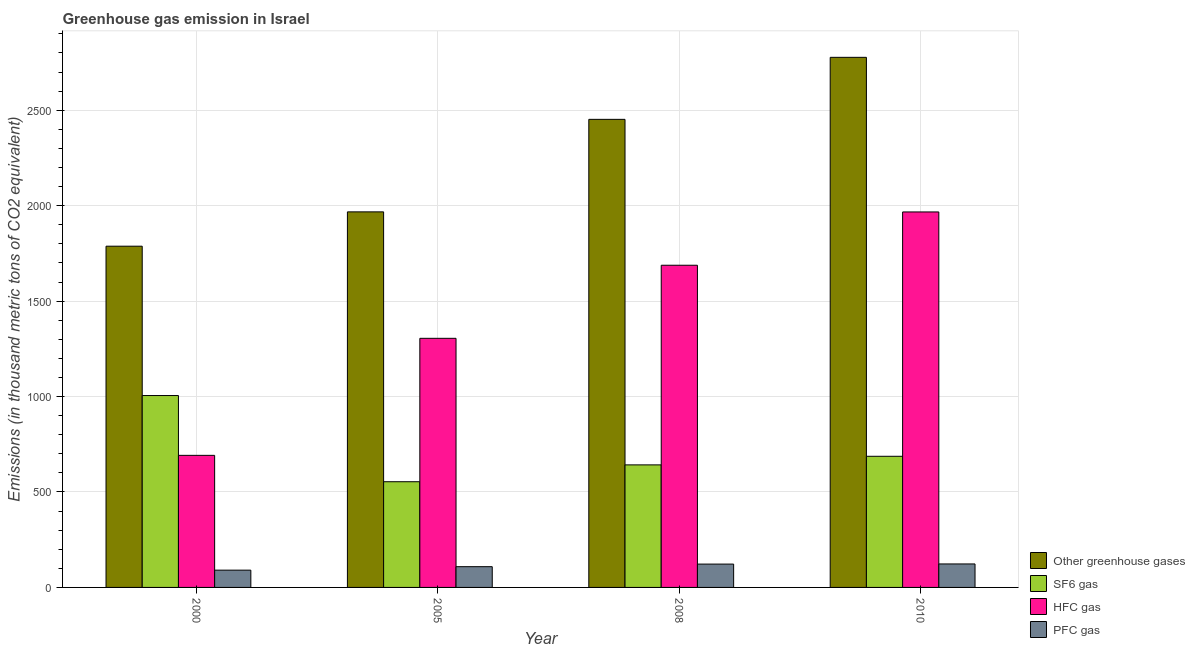 Greenhouse gas emission in Israel
Emissions (in thousand metric tons of CO2 equivalent)
2500
2000
1500
1000
500
0
2000
2005
2008
2010
Year
Other greenhouse gases
SF6 gas
HFC gas
PFC gas